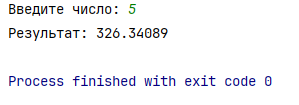 Введите число: 5
Результат: 326.34089
Process finished with exit code 0